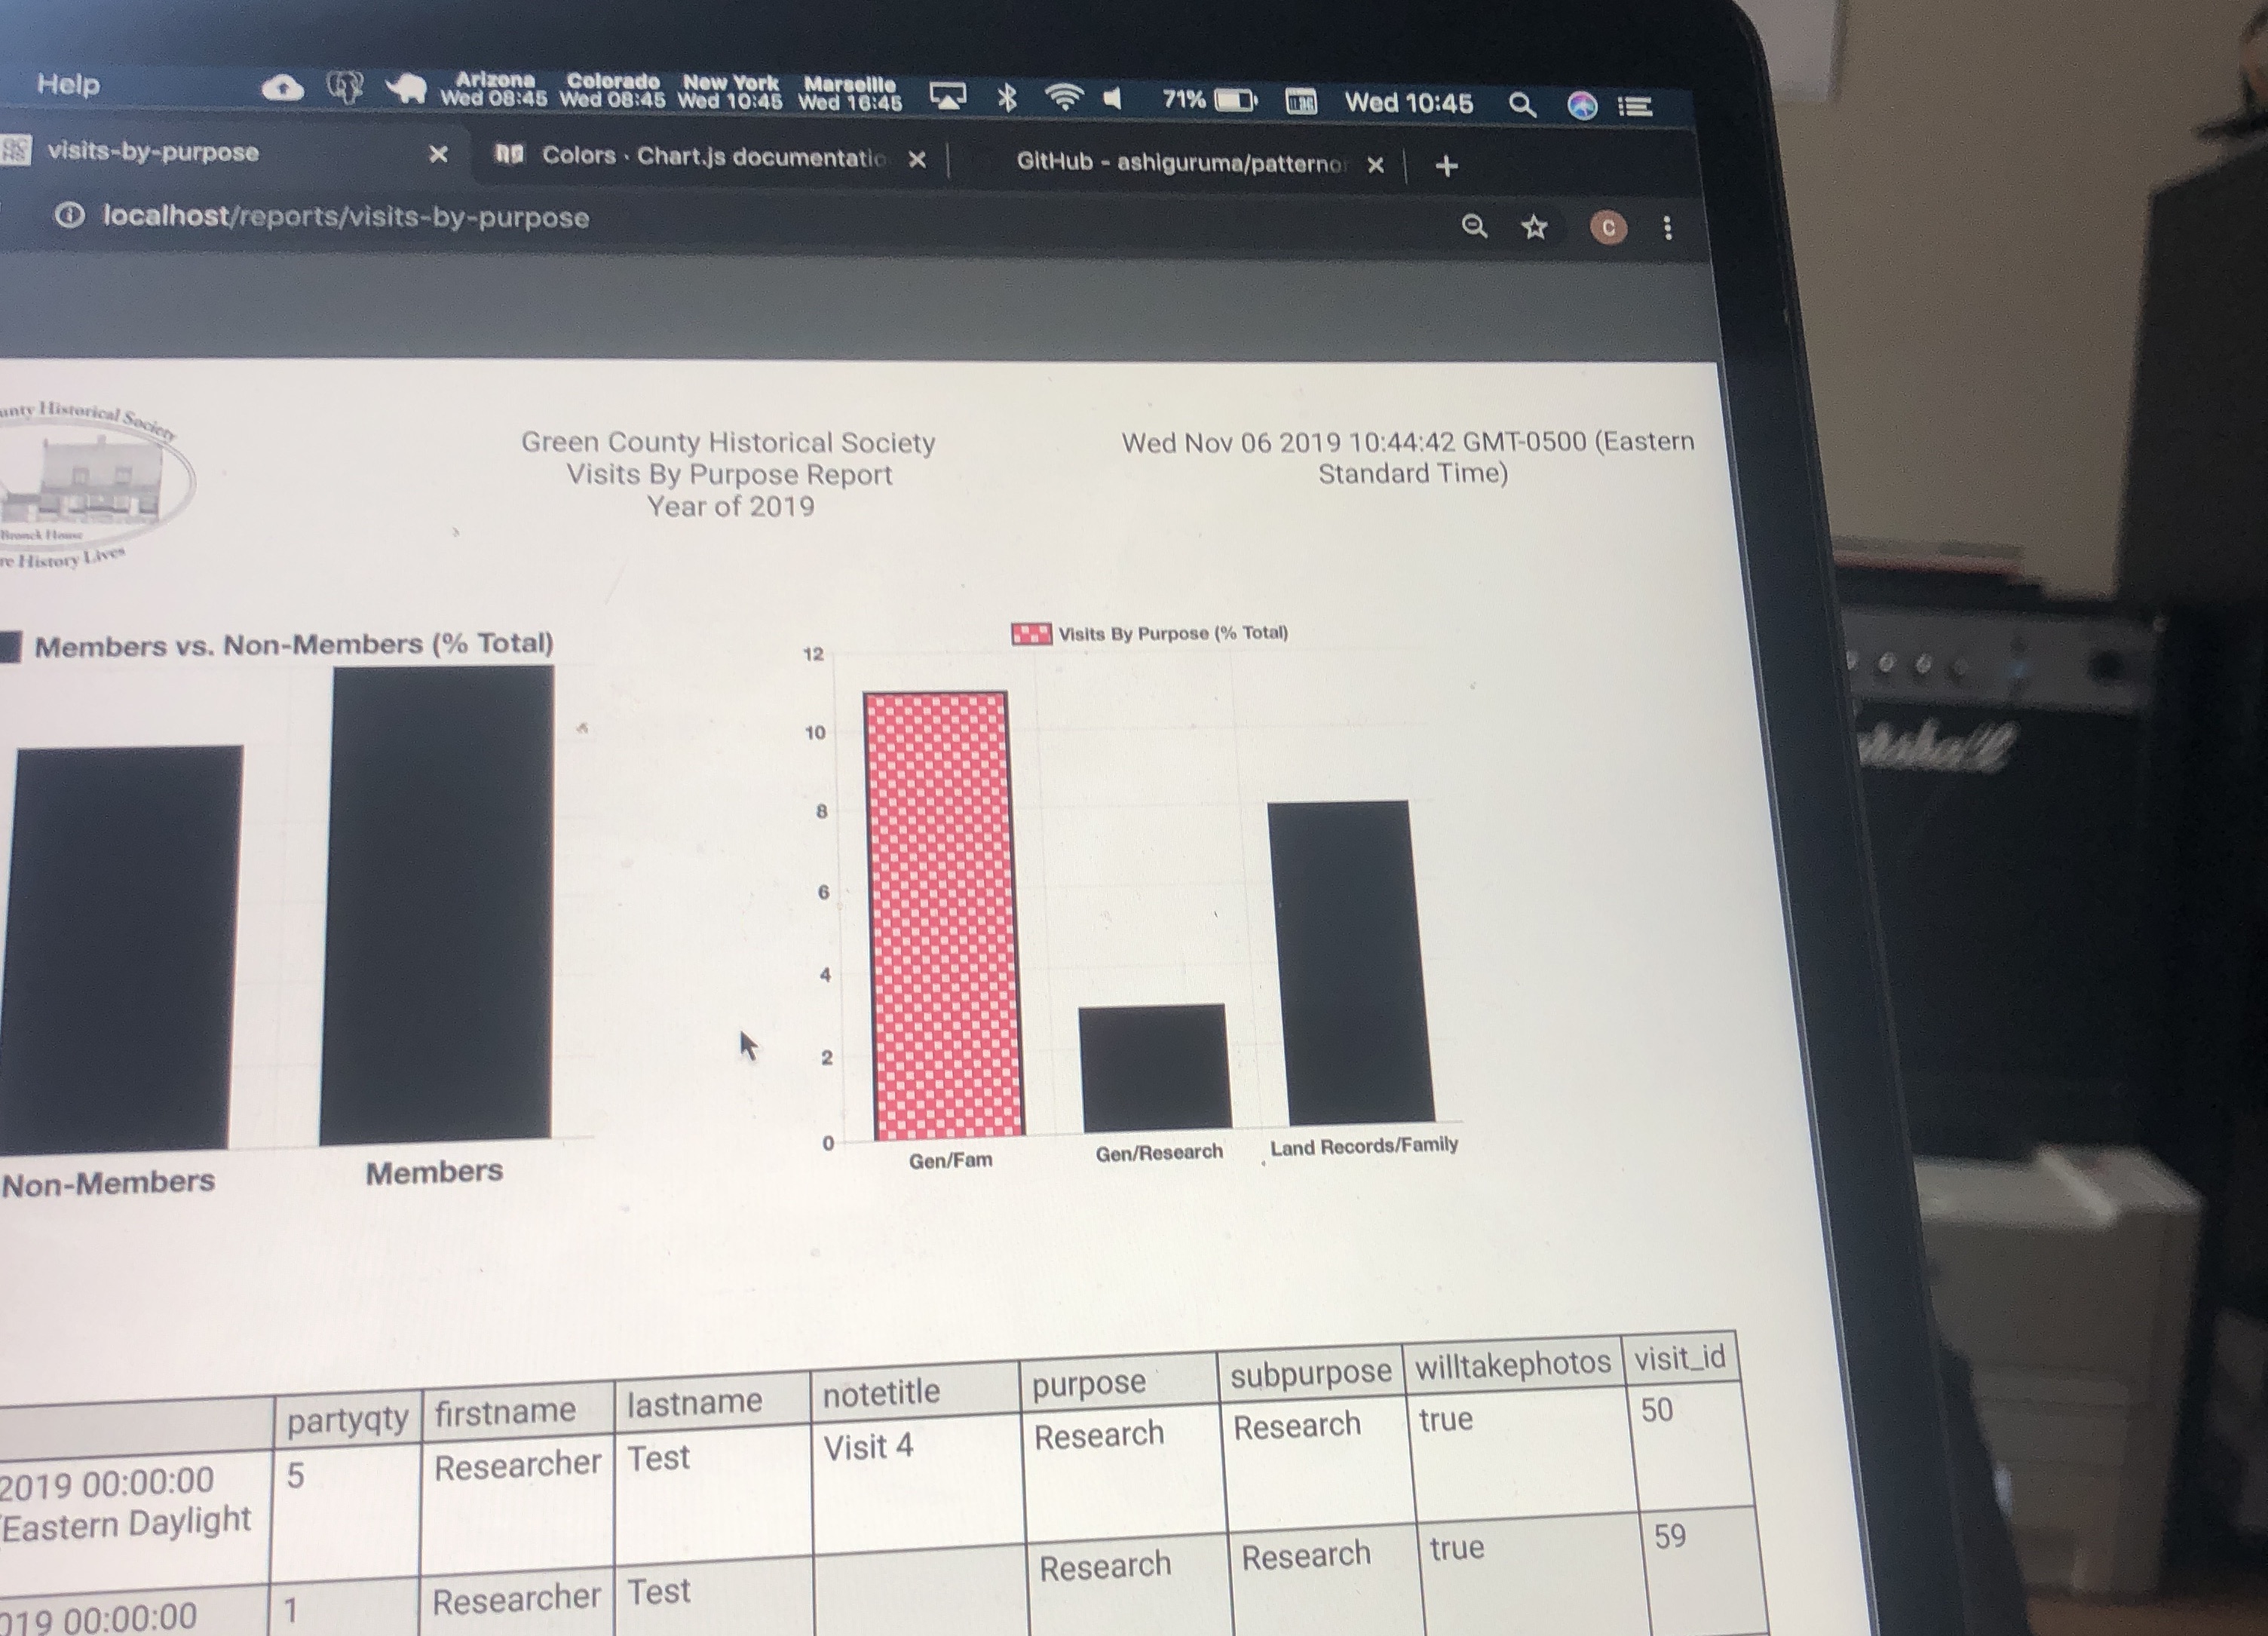 Help
Arizona Colorado New York Marseille
Wed 08:45 Wed 08:45 Wed 10:45 Wed 16:45
71%
Wed 10:45
visits-by-purpose
Colors · Chart.js documentatio
GitHub - ashiguruma/patterno
localhost/reports/visits-by-purpose
C
unty Historical Society
Bronck House
re History Lives
Green County Historical Society
Visits By Purpose Report
Year of 2019
Wed Nov 06 2019 10:44:42 GMT-0500 (Eastern
Standard Time)
Members vs. Non-Members (% Total)
Non-Members
Members
Visits By Purpose (% Total)
12
10
8
6
4
2
0
Gen/Fam
Gen/Research
Land Records/Family
partyqty firstname lastname notetitle purpose subpurpose willtakephotos visit_id
2019 00:00:00 5 Researcher Test Visit 4 Research Research true 50
Eastern Daylight
019 00:00:00 1 Researcher Test Research Research true 59
arshall